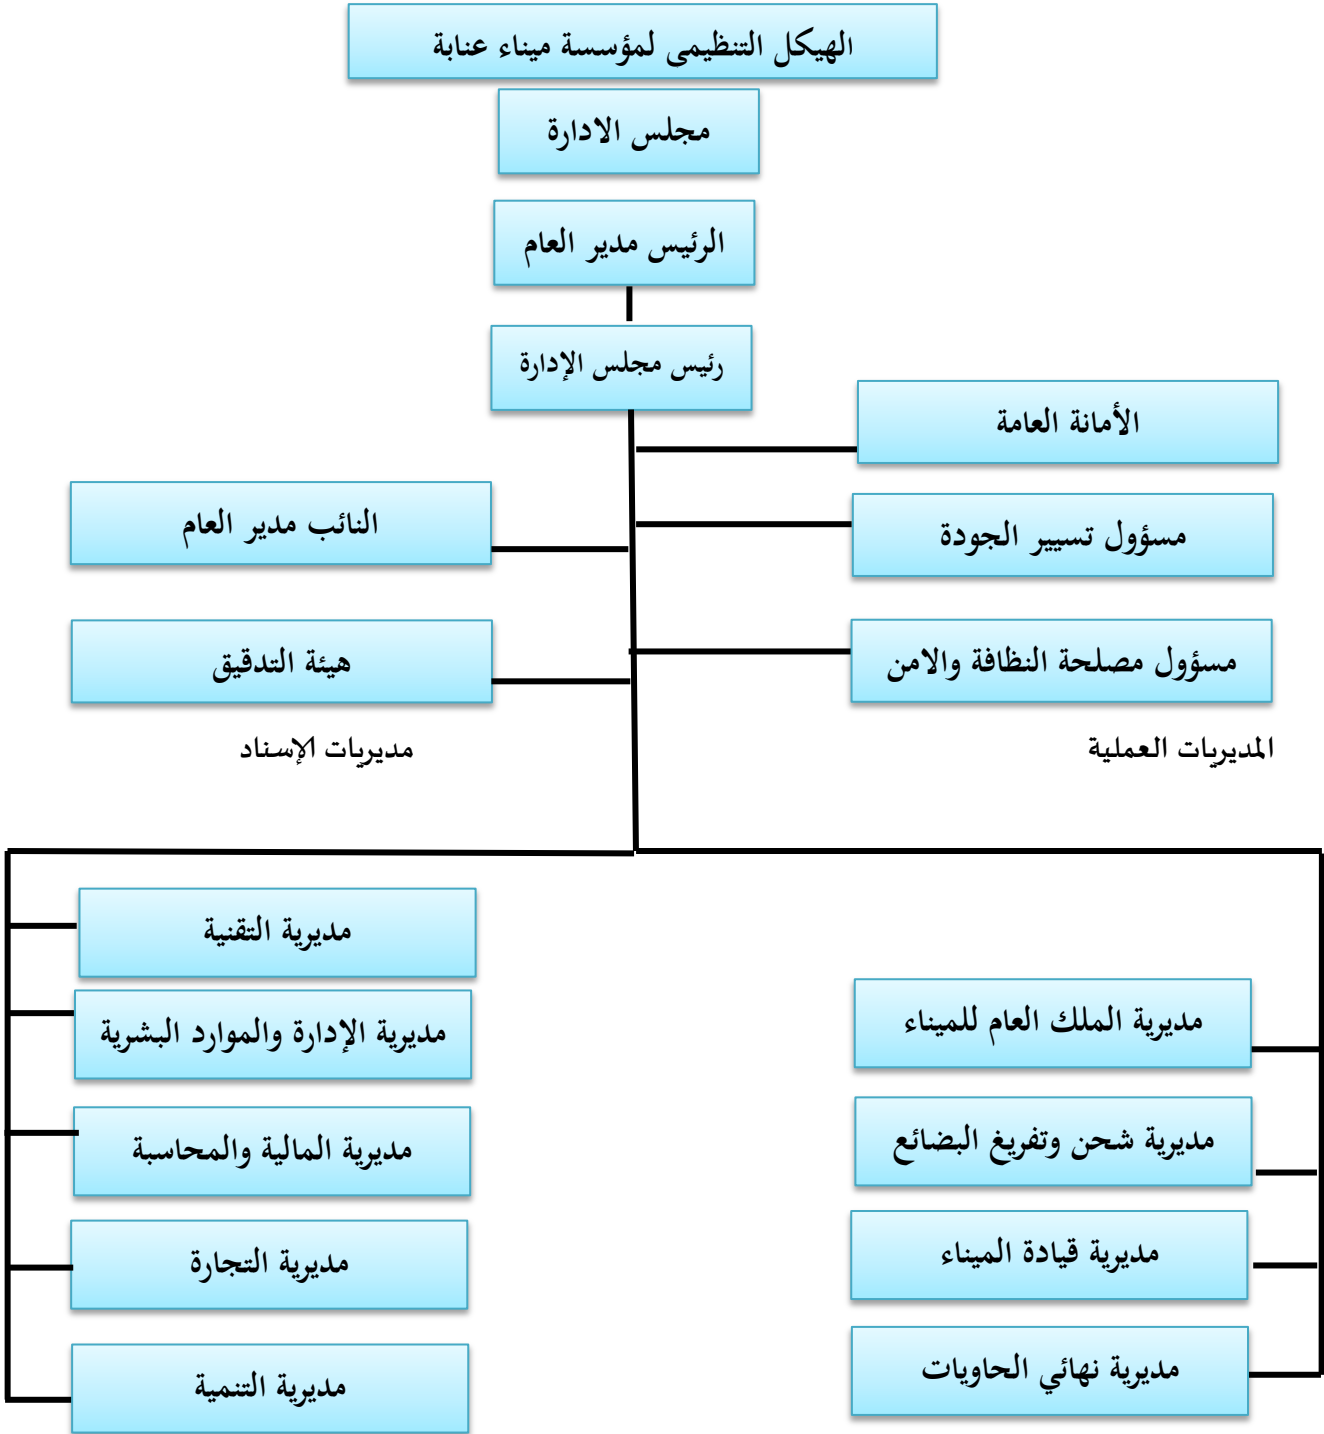 الهيكل التنظيمى لمؤسسة ميناء عنابة
مجلس الادارة
الرئيس مدير العام
رئيس مجلس الإدارة
الأمانة العامة
مسؤول تسيير الجودة
النائب مدير العام
مسؤول مصلحة النظافة والامن
هيئة التدقيق
المديريات العملية
مديريات الإسناد
مديرية الملك العام للميناء
مديرية شحن وتفريغ البضائع
مديرية قيادة الميناء
مديرية نهائي الحاويات
مديرية التقنية
مديرية الإدارة والموارد البشرية
مديرية المالية والمحاسبة
مديرية التجارة
مديرية التنمية